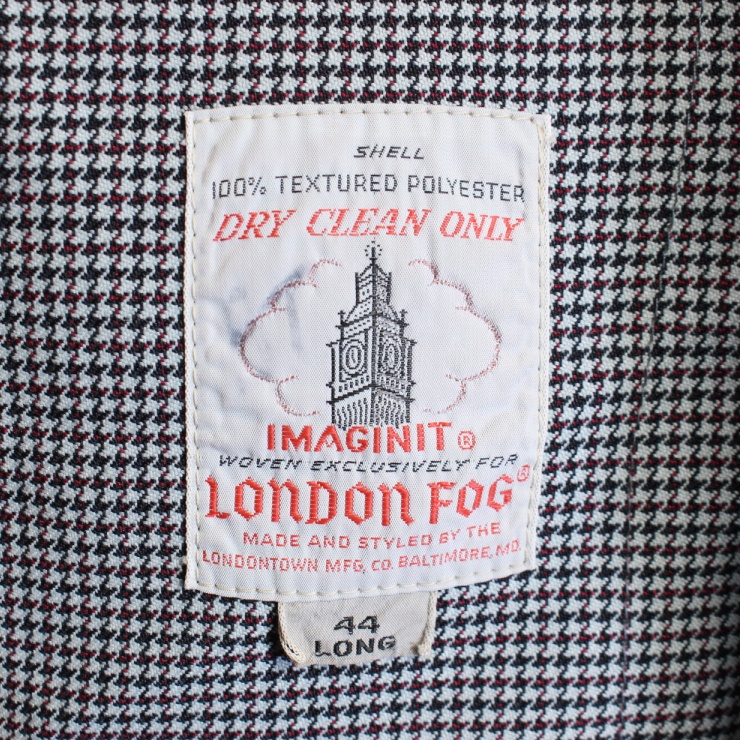 SHELL
100% TEXTURED POLYESTER
DRY CLEAN ONLY
IMAGINIT®
WOVEN EXCLUSIVELY FOR
LONDON FOG®
MADE AND STYLED BY THE
LONDONTOWN MFG, CO. BALTIMORE, MD.
44
LONG